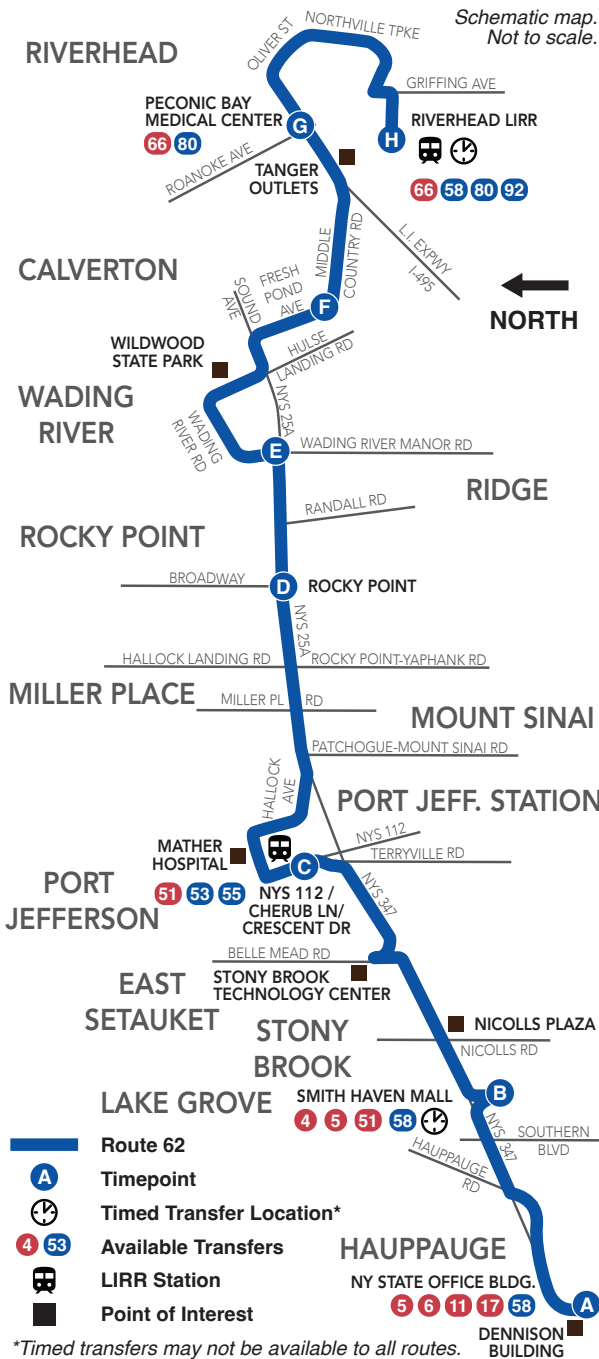 Schematic map.
Not to scale.
NORTHVILLE TPKE
OLIVER ST
RIVERHEAD
GRIFFING AVE
PECONIC BAY
MEDICAL CENTER
G
66 80
H
RIVERHEAD LIRR
66 58 80 92
ROANOKE AVE
TANGER
OUTLETS
L.I. EXPWY
I-495
MIDDLE
COUNTRY RD
CALVERTON
SOUND
AVE
FRESH
POND
AVE
F
NORTH
WILDWOOD
STATE PARK
HULSE
LANDING RD
WADING
RIVER
NYS 25A
WADING
RIVER RD
E
WADING RIVER MANOR RD
RIDGE
RANDALL RD
ROCKY POINT
BROADWAY
D
ROCKY POINT
NYS 25A
HALLOCK LANDING RD
ROCKY POINT-YAPHANK RD
MILLER PLACE
MILLER PL RD
MOUNT SINAI
PATCHOGUE-MOUNT SINAI RD
HALLOCK
AVE
PORT JEFF. STATION
NYS 112
MATHER
HOSPITAL
51 53 55
C
TERRYVILLE RD
NYS 112 /
CHERUB LN/
CRESCENT DR
NYS 347
PORT
JEFFERSON
BELLE MEAD RD
STONY BROOK
TECHNOLOGY CENTER
EAST
SETAUKET
NICOLLS PLAZA
STONY
BROOK
NICOLLS RD
LAKE GROVE
SMITH HAVEN MALL
4 5 51 58
B
NYS 347
SOUTHERN
BLVD
HAUPPAUGE
RD
Route 62
A Timepoint
Timed Transfer Location*
4 53 Available Transfers
LIRR Station
Point of Interest
HAUPPAUGE
NY STATE OFFICE BLDG.
5 6 11 17 58
A
DENNISON
BUILDING
*Timed transfers may not be available to all routes.